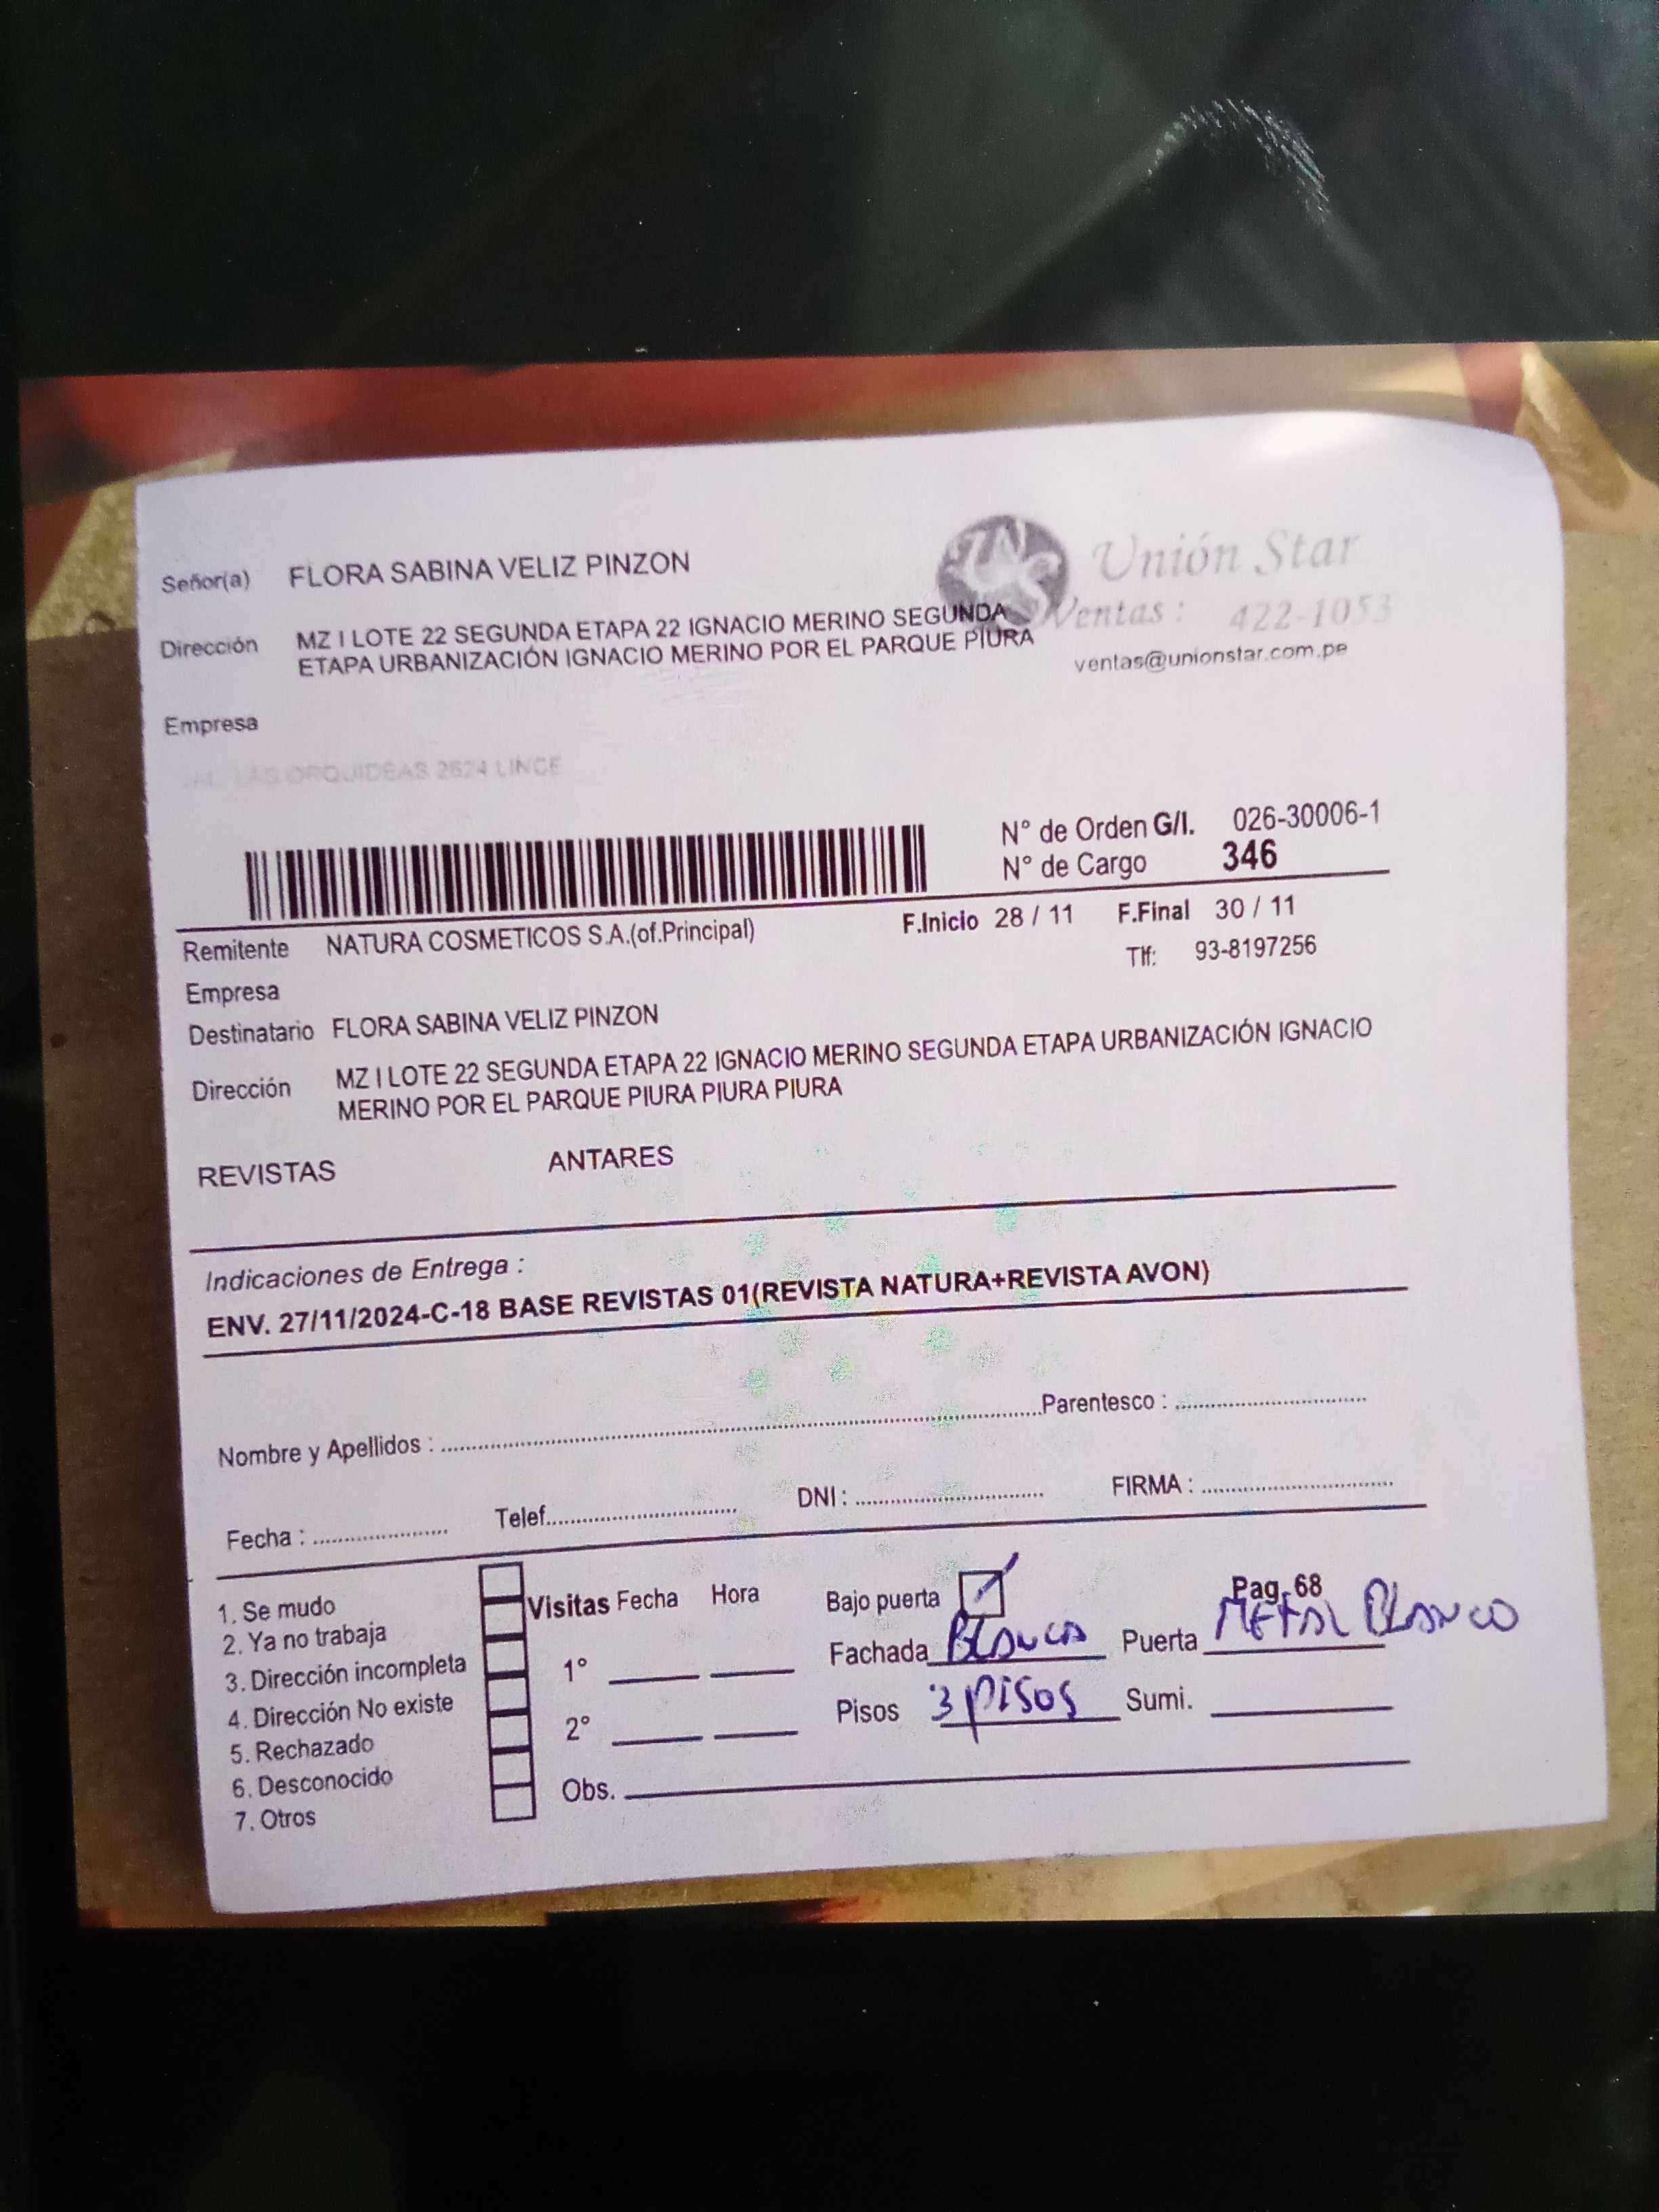 Señor(a) FLORA SABINA VELIZ PINZON
Unión Star
Ventas: 422-1053
ventas@unionstar.com.pe
Dirección MZ I LOTE 22 SEGUNDA ETAPA 22 IGNACIO MERINO SEGUNDA
ETAPA URBANIZACIÓN IGNACIO MERINO POR EL PARQUE PIURA
Empresa
LAS ORQUIDEAS 2624 LINCE
N° de Orden G/I. 026-30006-1
N° de Cargo 346
Remitente NATURA COSMETICOS S.A.(of.Principal) F.Inicio 28 / 11 F.Final 30 / 11
Tlf: 93-8197256
Empresa
Destinatario FLORA SABINA VELIZ PINZON
Dirección MZ I LOTE 22 SEGUNDA ETAPA 22 IGNACIO MERINO SEGUNDA ETAPA URBANIZACIÓN IGNACIO
MERINO POR EL PARQUE PIURA PIURA PIURA
REVISTAS ANTARES
Indicaciones de Entrega :
ENV. 27/11/2024-C-18 BASE REVISTAS 01(REVISTA NATURA+REVISTA AVON)
Nombre y Apellidos : Parentesco :
Fecha : Telef. DNI : FIRMA :
1. Se mudo
2. Ya no trabaja
3. Dirección incompleta
4. Dirección No existe
5. Rechazado
6. Desconocido
7. Otros
Visitas Fecha Hora
1°
2°
Obs.
Bajo puerta
Pag. 68
Fachada BLANCA Puerta METAL BLANCO
Pisos 3 PISOS Sumi.